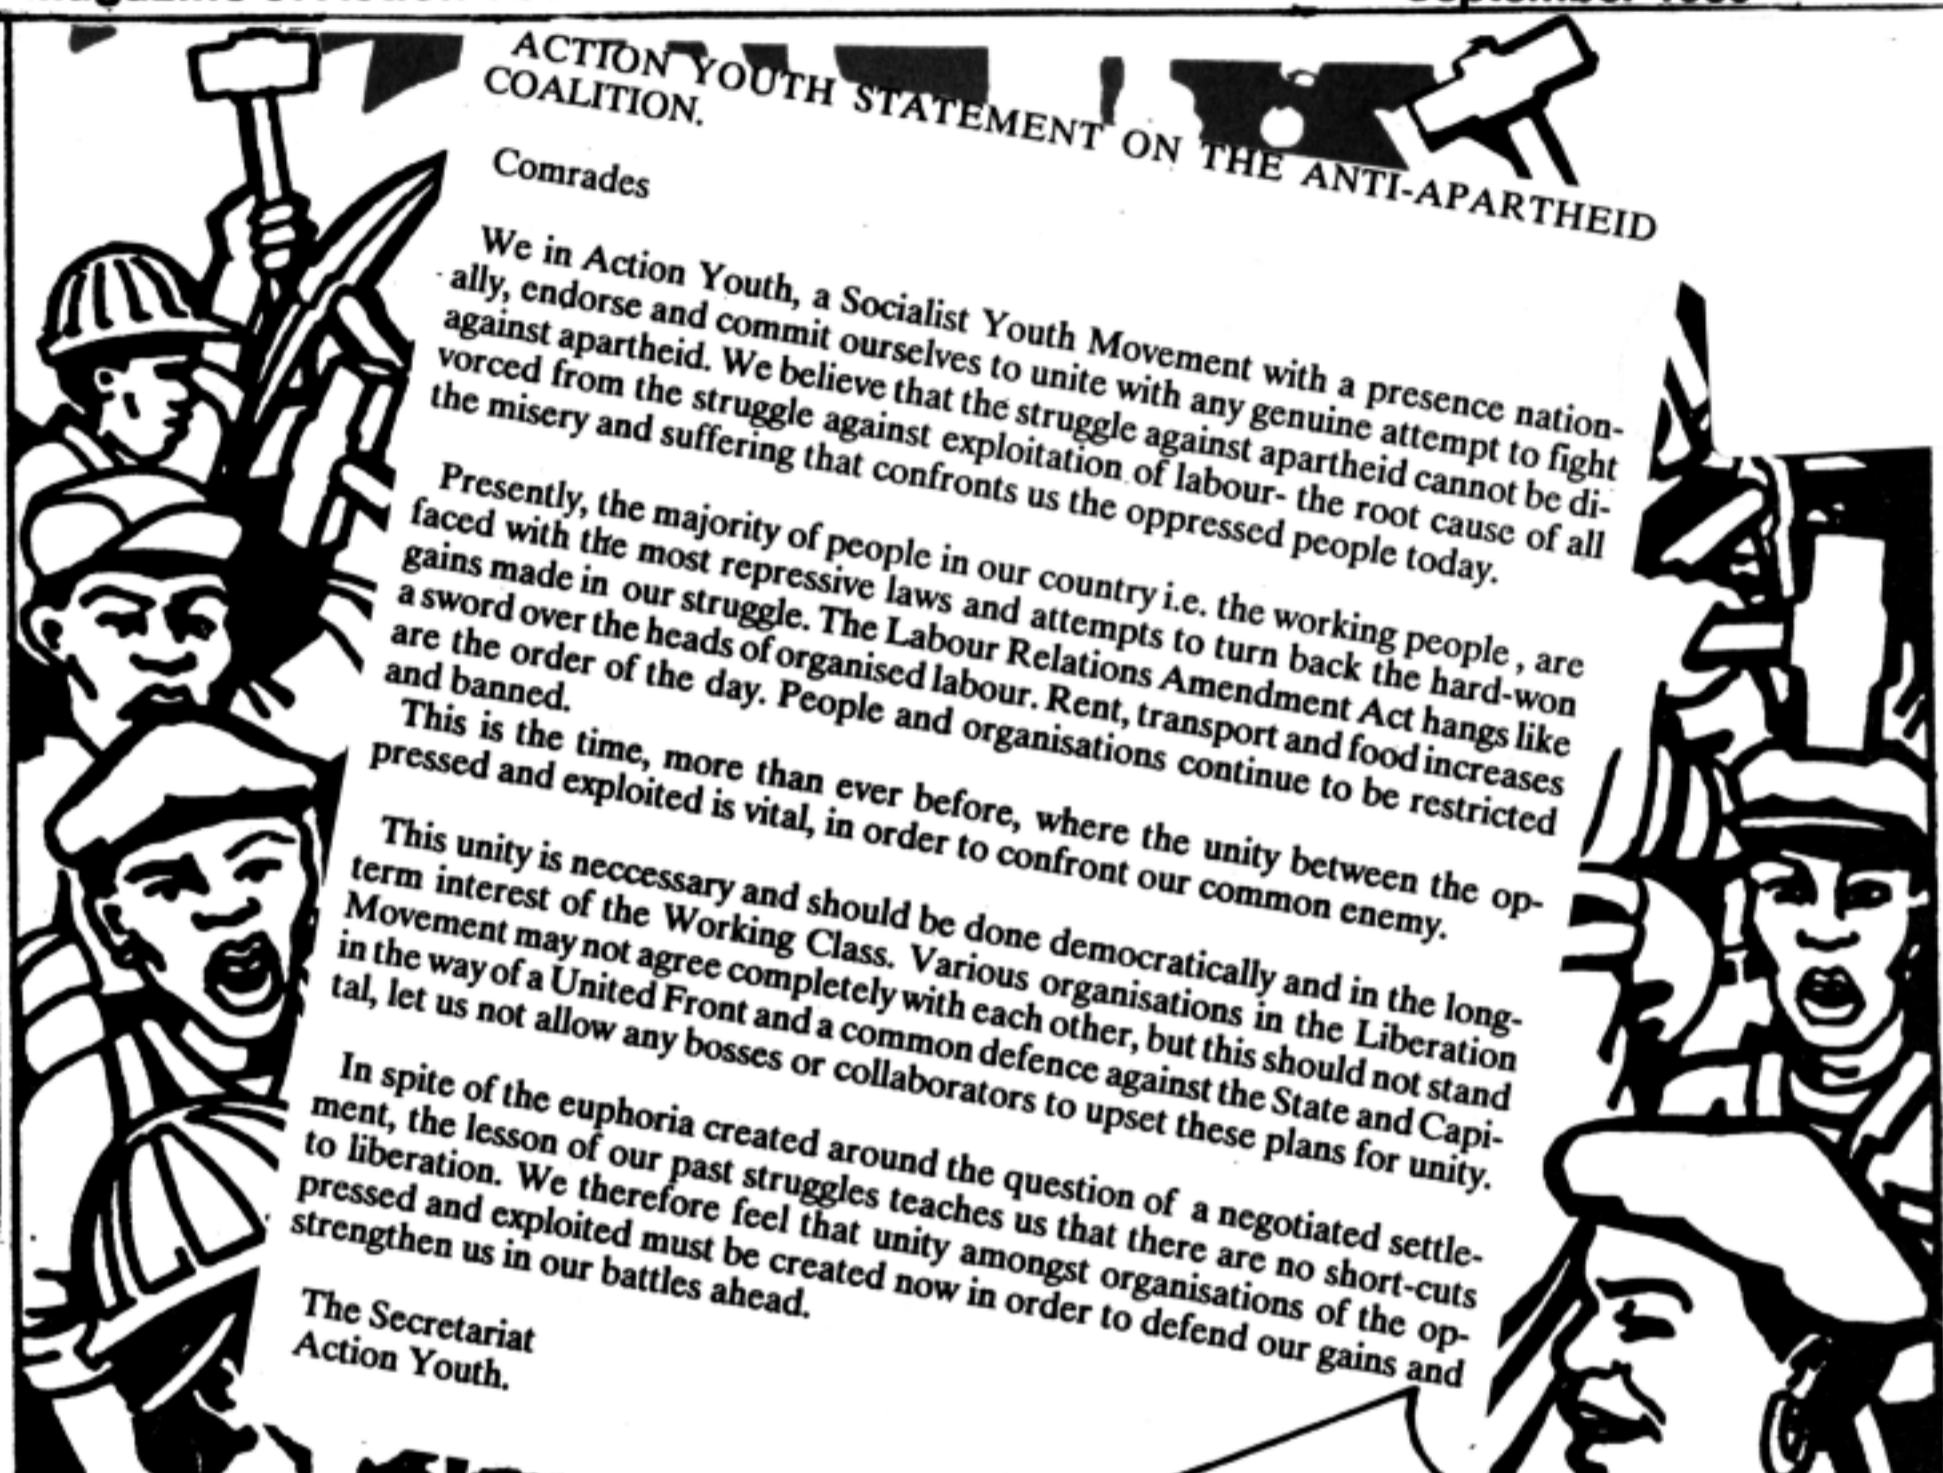 ACTION YOUTH STATEMENT ON THE ANTI-APARTHEID
COALITION.
Comrades
We in Action Youth, a Socialist Youth Movement with a presence nation-
ally, endorse and commit ourselves to unite with any genuine attempt to fight
against apartheid. We believe that the struggle against apartheid cannot be di-
vorced from the struggle against exploitation of labour- the root cause of all
the misery and suffering that confronts us the oppressed people today.
Presently, the majority of people in our country i.e. the working people , are
faced with the most repressive laws and attempts to turn back the hard-won
gains made in our struggle. The Labour Relations Amendment Act hangs like
a sword over the heads of organised labour. Rent, transport and food increases
are the order of the day. People and organisations continue to be restricted
and banned.
This is the time, more than ever before, where the unity between the op-
pressed and exploited is vital, in order to confront our common enemy.
This unity is neccessary and should be done democratically and in the long-
term interest of the Working Class. Various organisations in the Liberation
Movement may not agree completely with each other, but this should not stand
in the way of a United Front and a common defence against the State and Capi-
tal, let us not allow any bosses or collaborators to upset these plans for unity.
In spite of the euphoria created around the question of a negotiated settle-
ment, the lesson of our past struggles teaches us that there are no short-cuts
to liberation. We therefore feel that unity amongst organisations of the op-
pressed and exploited must be created now in order to defend our gains and
strengthen us in our battles ahead.
The Secretariat
Action Youth.